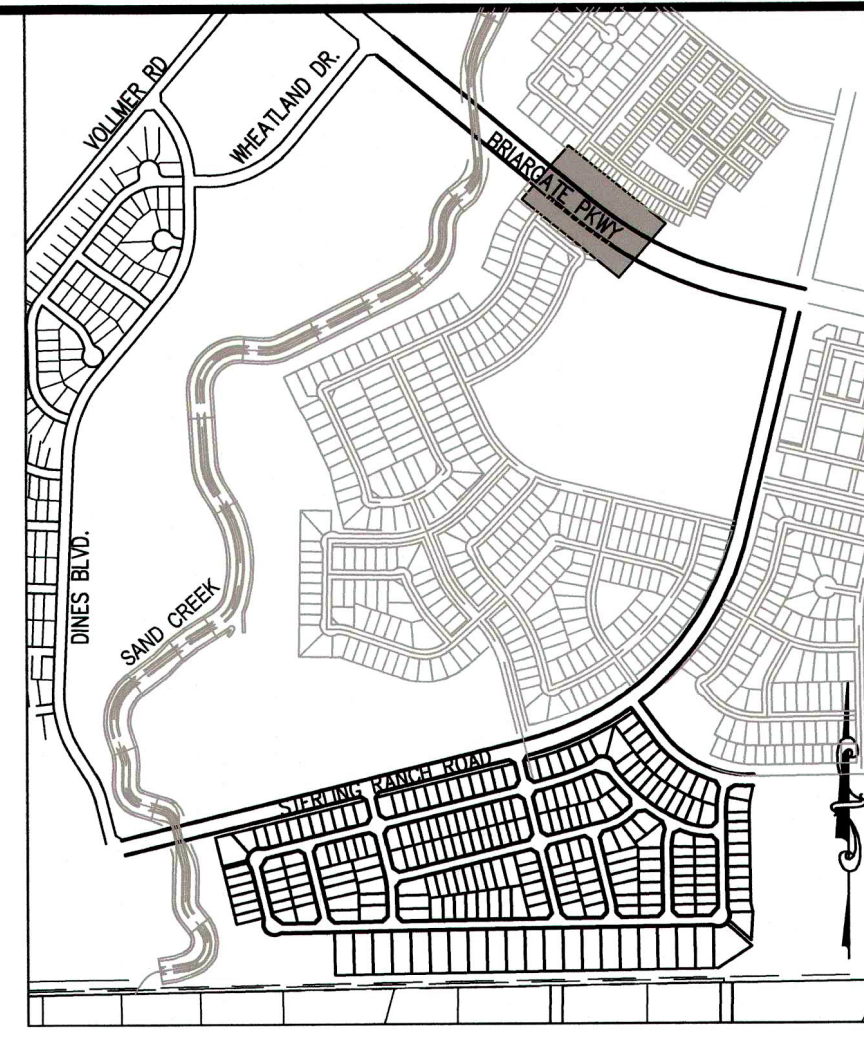 VOLLMER RD
WHEATLAND DR.
BRIARGATE PKWY
DINES BLVD.
SAND CREEK
STERLING RANCH ROAD